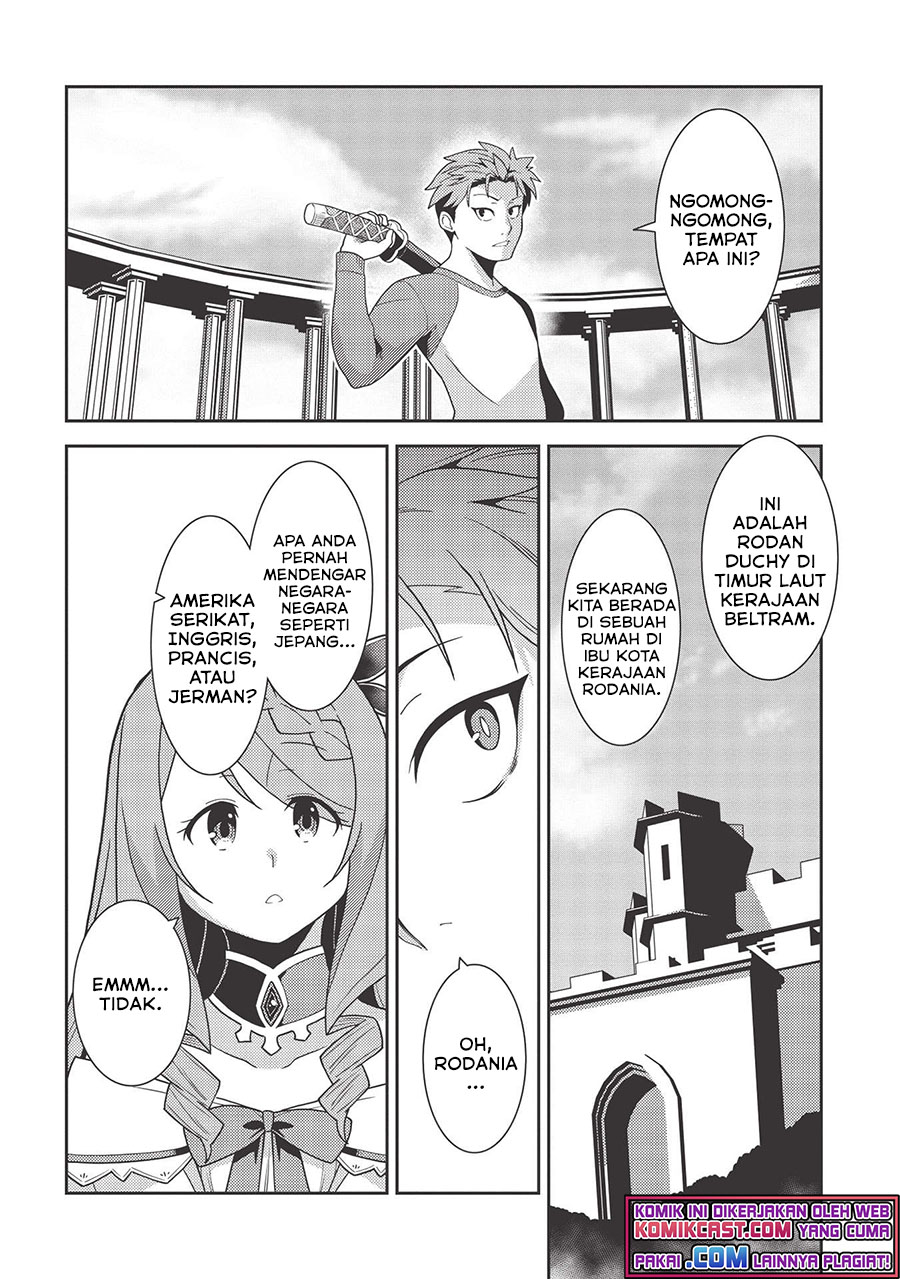 NGOMONG-
NGOMONG,
TEMPAT
APA INI?
INI
ADALAH
RODAN
DUCHY DI
TIMUR LAUT
KERAJAAN
BELTRAM.
SEKARANG
KITA BERADA
DI SEBUAH
RUMAH DI
IBU KOTA
KERAJAAN
RODANIA.
OH,
RODANIA
...
APA ANDA
PERNAH
MENDENGAR
NEGARA-
NEGARA
SEPERTI
JEPANG...
AMERIKA
SERIKAT,
INGGRIS,
PRANCIS,
ATAU
JERMAN?
EMMM...
TIDAK.
KOMIK INI DIKERJAKAN OLEH WEB
KOMIKCAST.COM YANG CUMA
PAKAI .COM LAINNYA PLAGIAT!